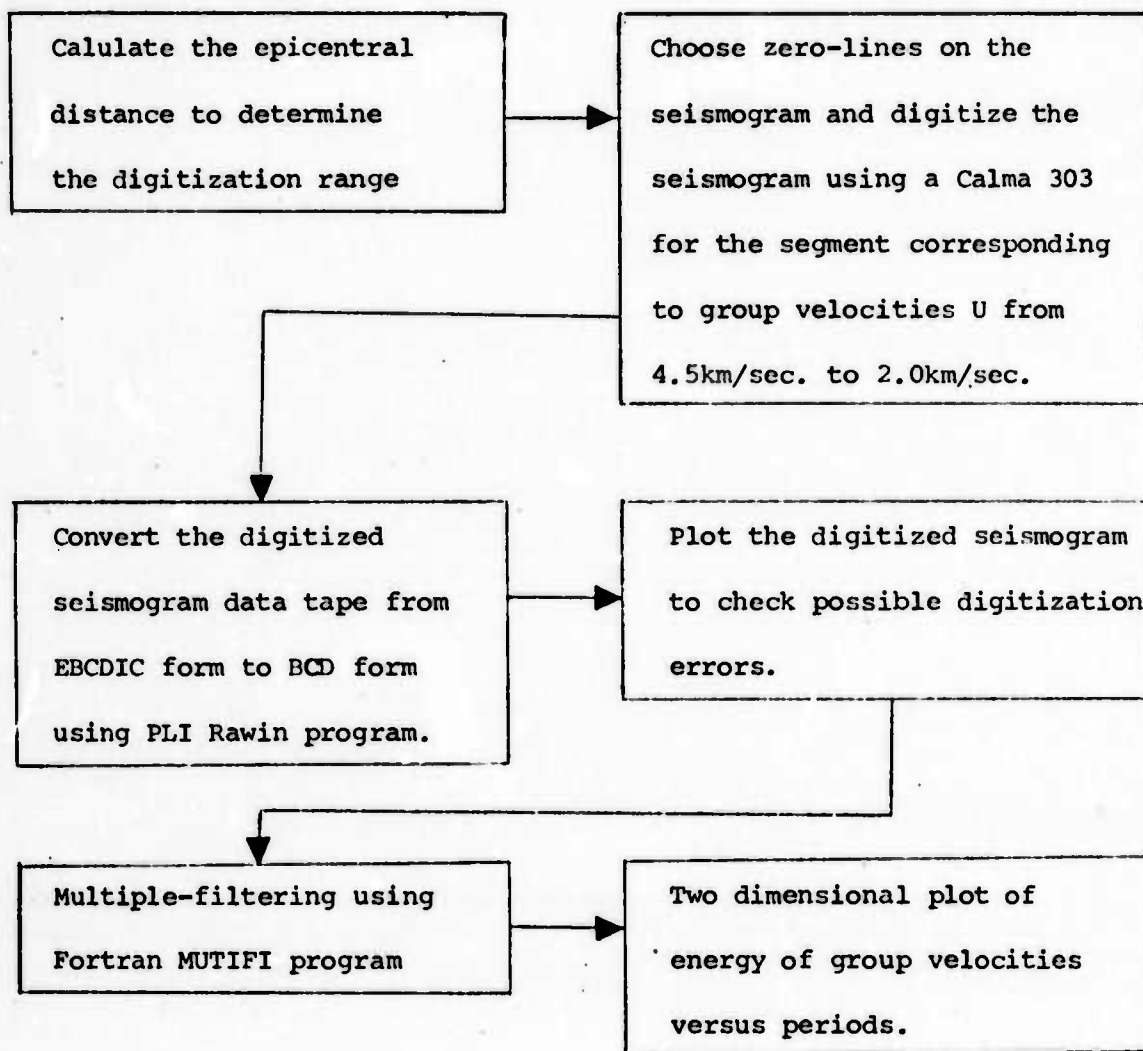 Calulate the epicentral
distance to determine
the digitization range
Choose zero-lines on the
seismogram and digitize the
seismogram using a Calma 303
for the segment corresponding
to group velocities U from
4.5km/sec. to 2.0km/sec.
Convert the digitized
seismogram data tape from
EBCDIC form to BCD form
using PLI Rawin program.
Plot the digitized seismogram
to check possible digitization
errors.
Multiple-filtering using
Fortran MUTIFI program
Two dimensional plot of
energy of group velocities
versus periods.